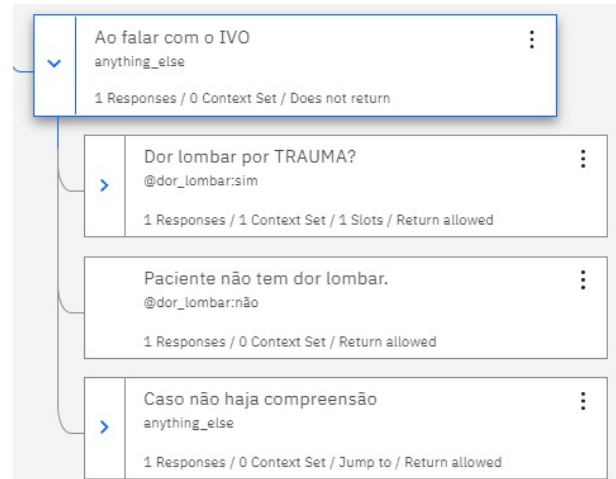 Ao falar com o IVO
anything_else
1 Responses / 0 Context Set / Does not return
Dor lombar por TRAUMA?
@dor_lombar:sim
1 Responses / 1 Context Set / 1 Slots / Return allowed
Paciente não tem dor lombar.
@dor_lombar:não
1 Responses / 0 Context Set / Return allowed
Caso não haja compreensão
anything_else
1 Responses / 0 Context Set / Jump to / Return allowed